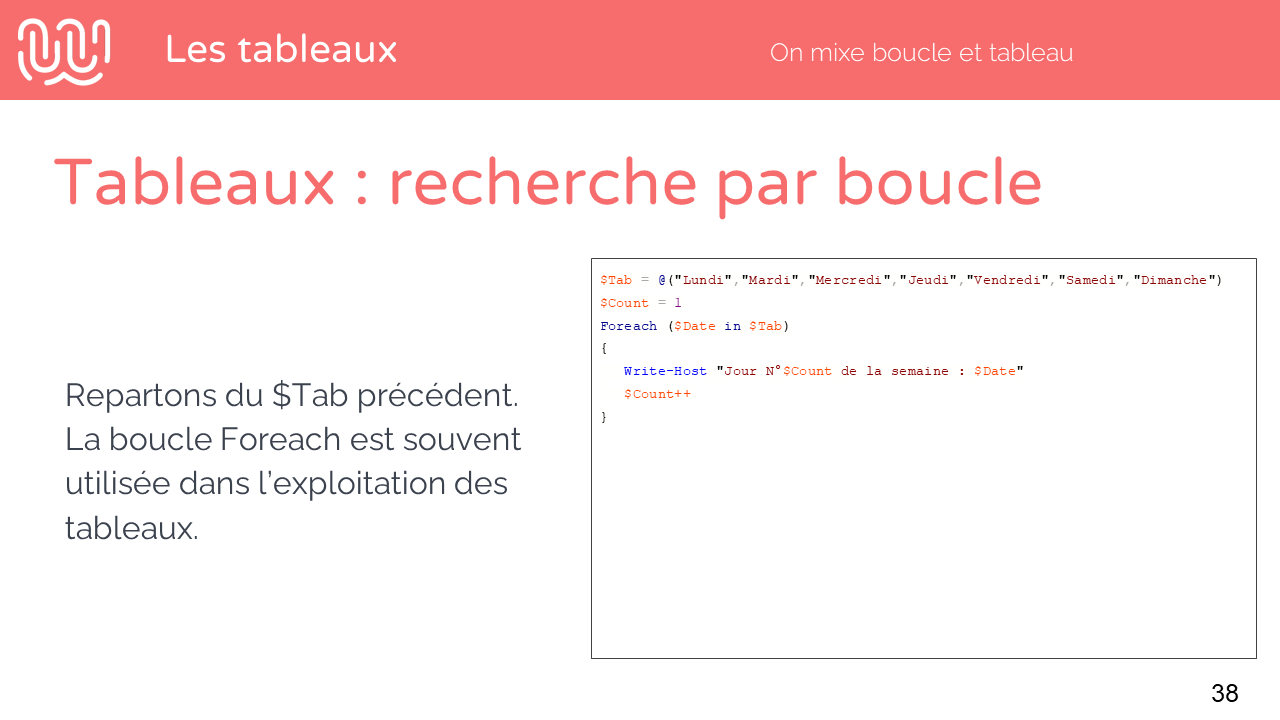 Les tableaux
On mixe boucle et tableau
Tableaux : recherche par boucle
Repartons du $Tab précédent.
La boucle Foreach est souvent
utilisée dans l’exploitation des
tableaux.
$Tab = @("Lundi","Mardi","Mercredi","Jeudi","Vendredi","Samedi","Dimanche")
$Count = 1
Foreach ($Date in $Tab)
{
   Write-Host "Jour N°$Count de la semaine : $Date"
   $Count++
}
38